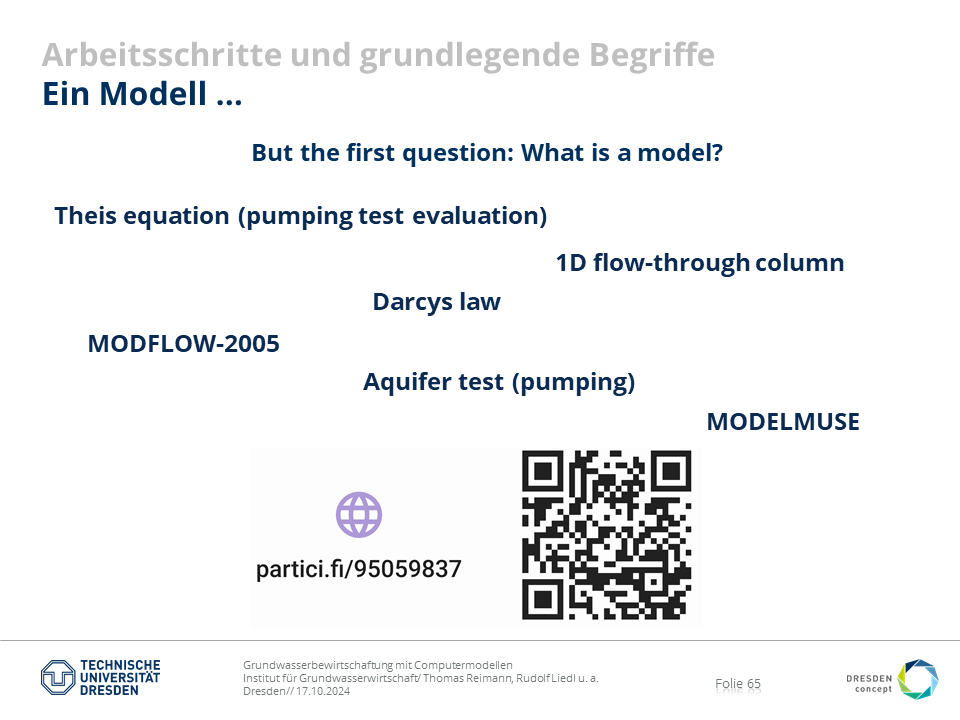 Arbeitsschritte und grundlegende Begriffe
Ein Modell ...
But the first question: What is a model?
Theis equation (pumping test evaluation)
1D flow-through column
Darcys law
MODFLOW-2005
Aquifer test (pumping)
MODELMUSE
partici.fi/95059837
TECHNISCHE
UNIVERSITÄT
DRESDEN
Grundwasserbewirtschaftung mit Computermodellen
Institut für Grundwasserwirtschaft/ Thomas Reimann, Rudolf Liedl u. a.
Dresden// 17.10.2024
Folie 65
DRESDEN
concept